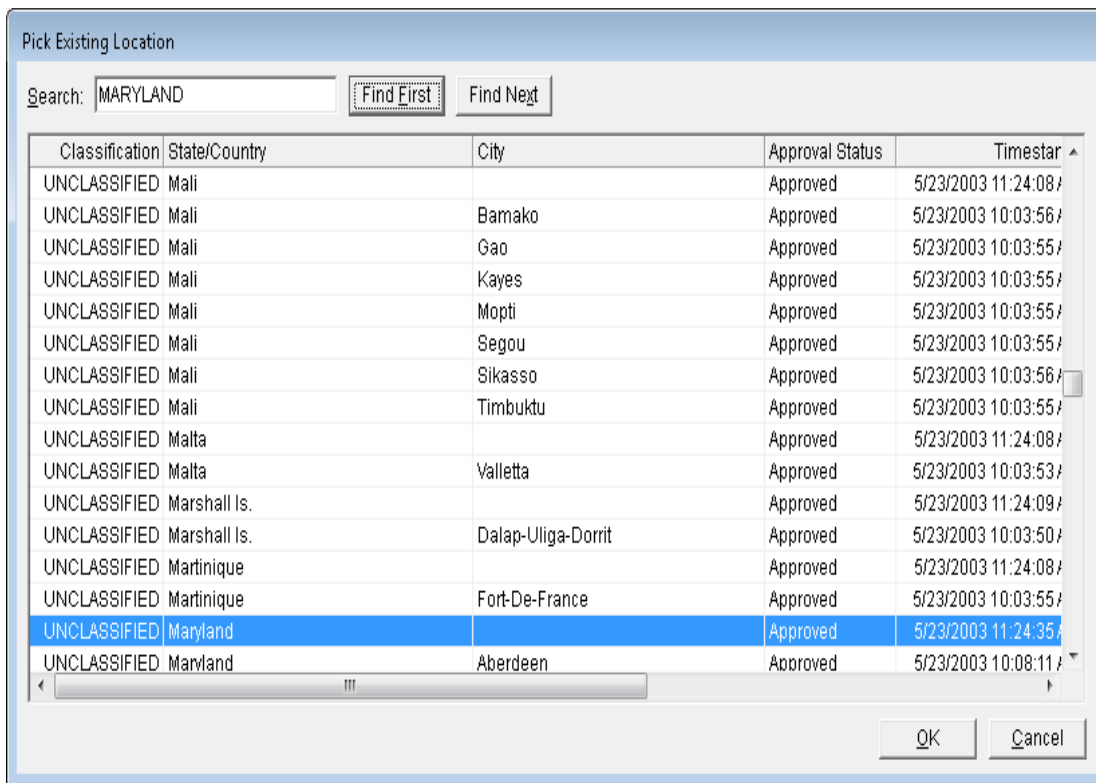 Pick Existing Location
Search: MARYLAND Find First Find Next
Classification State/Country City Approval Status Timestar
UNCLASSIFIED Mali Approved 5/23/2003 11:24:08 A
UNCLASSIFIED Mali Bamako Approved 5/23/2003 10:03:56 A
UNCLASSIFIED Mali Gao Approved 5/23/2003 10:03:55 A
UNCLASSIFIED Mali Kayes Approved 5/23/2003 10:03:55 A
UNCLASSIFIED Mali Mopti Approved 5/23/2003 10:03:55 A
UNCLASSIFIED Mali Segou Approved 5/23/2003 10:03:55 A
UNCLASSIFIED Mali Sikasso Approved 5/23/2003 10:03:56 A
UNCLASSIFIED Mali Timbuktu Approved 5/23/2003 10:03:55 A
UNCLASSIFIED Malta Approved 5/23/2003 11:24:08 A
UNCLASSIFIED Malta Valletta Approved 5/23/2003 10:03:53 A
UNCLASSIFIED Marshall Is. Approved 5/23/2003 11:24:09 A
UNCLASSIFIED Marshall Is. Dalap-Uliga-Dorrit Approved 5/23/2003 10:03:50 A
UNCLASSIFIED Martinique Approved 5/23/2003 11:24:08 A
UNCLASSIFIED Martinique Fort-De-France Approved 5/23/2003 10:03:55 A
UNCLASSIFIED Maryland Approved 5/23/2003 11:24:35 A
UNCLASSIFIED Maryland Aberdeen Approved 5/23/2003 10:08:11 A
OK Cancel